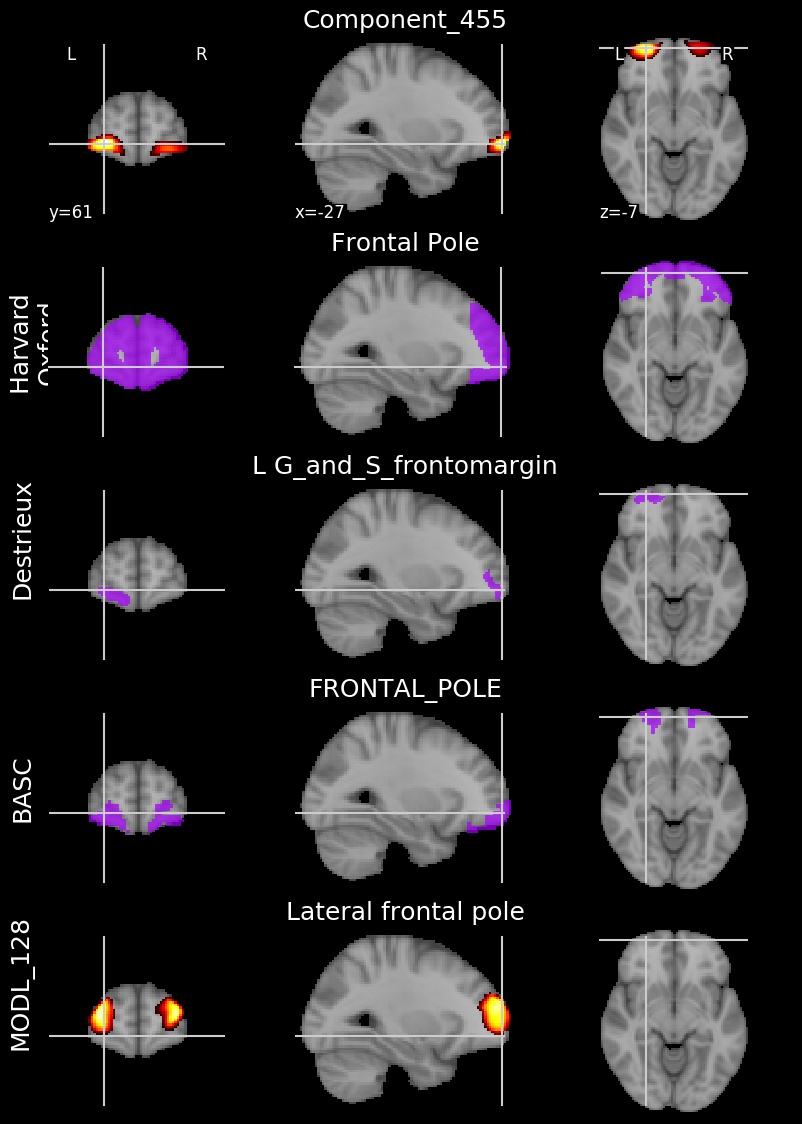 Component_455
L R
L R
y=61 x=-27 z=-7
Frontal Pole
Harvard
L G_and_S_frontomargin
Destrieux
FRONTAL_POLE
BASC
Lateral frontal pole
MODL_128